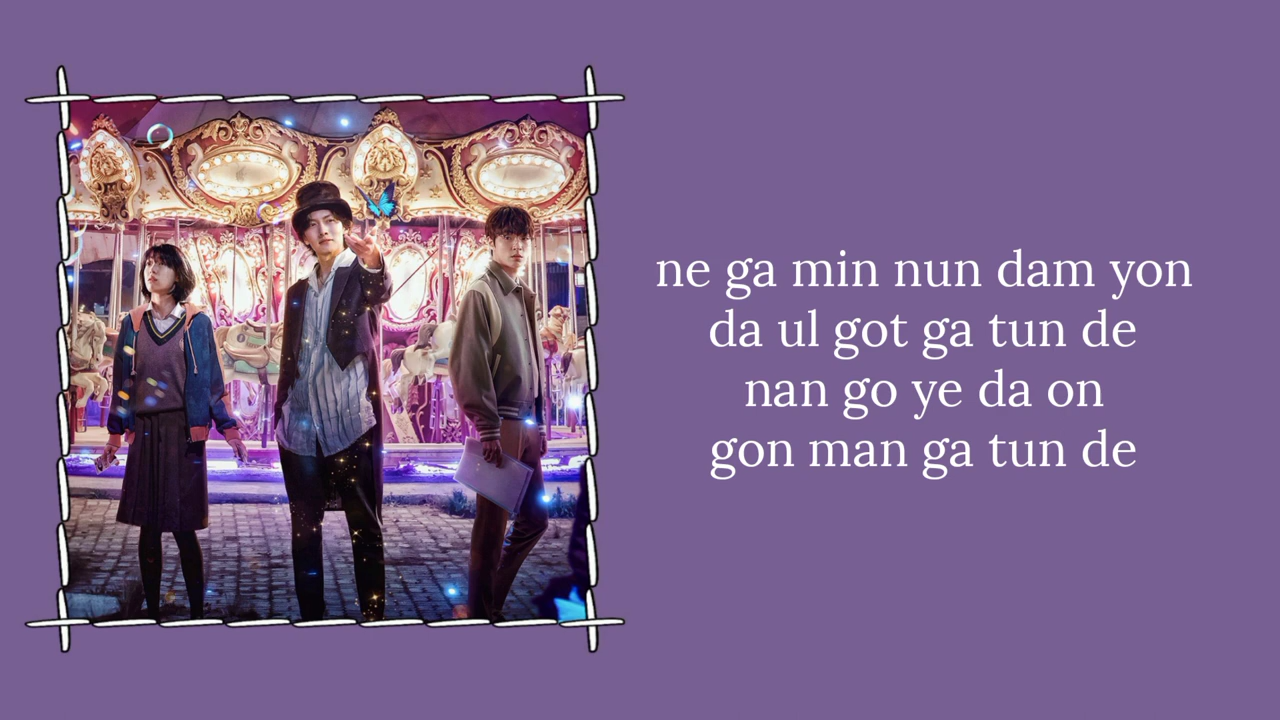 ne ga min nun dam yon
da ul got ga tun de
nan go ye da on
gon man ga tun de